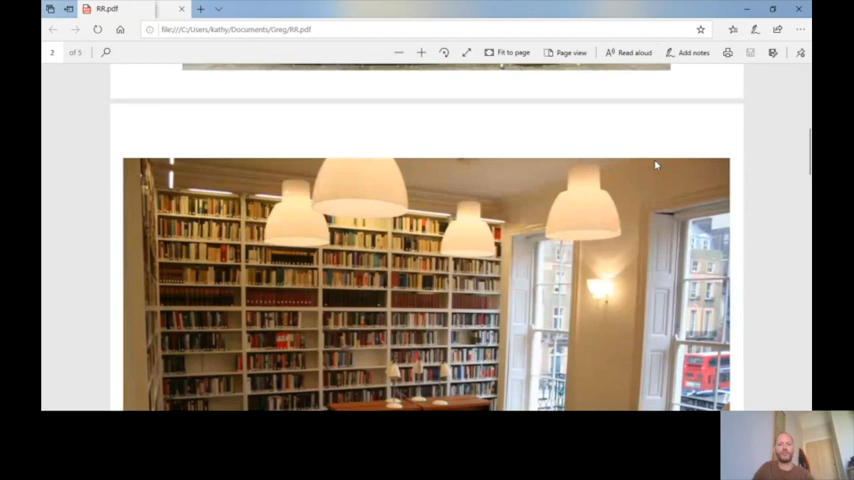 RR.pdf
file:///C:/Users/kathy/Documents/Greg/RR.pdf
2 of 5
Fit to page
Page view
Read aloud
Add notes